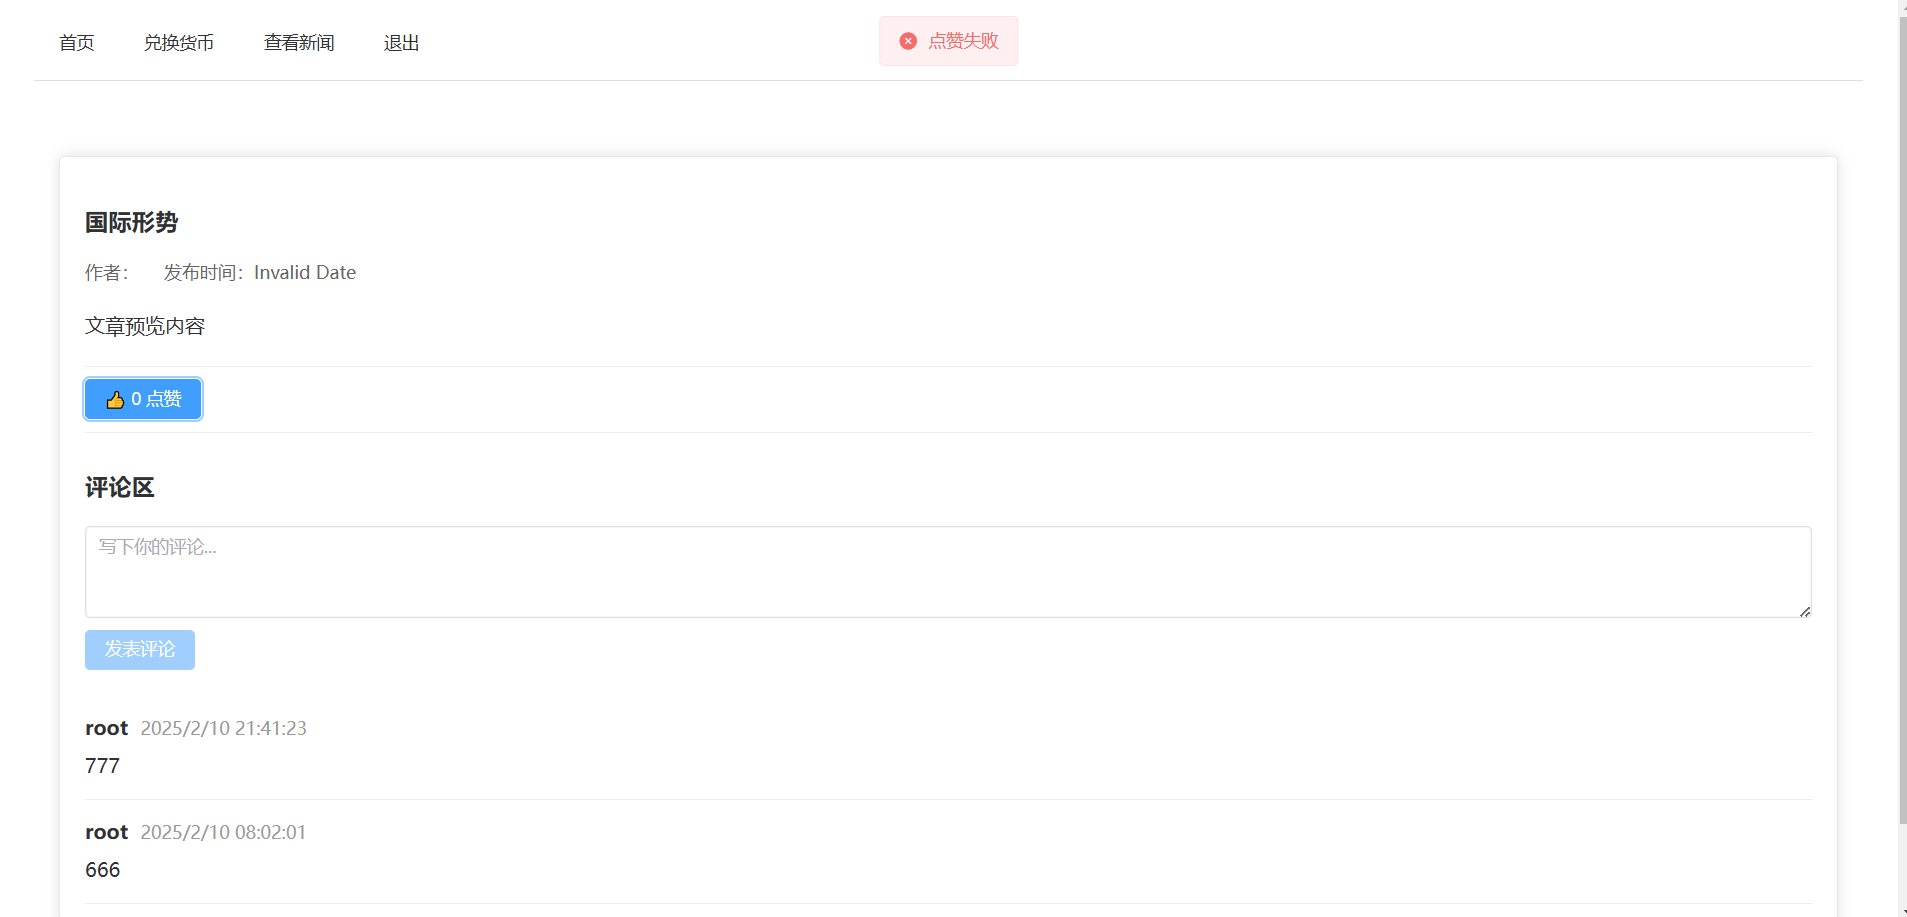 首页 兑换货币 查看新闻 退出 点赞失败
国际形势
作者： 发布时间：Invalid Date
文章预览内容
👍 0 点赞
评论区
写下你的评论...
发表评论
root 2025/2/10 21:41:23
777
root 2025/2/10 08:02:01
666